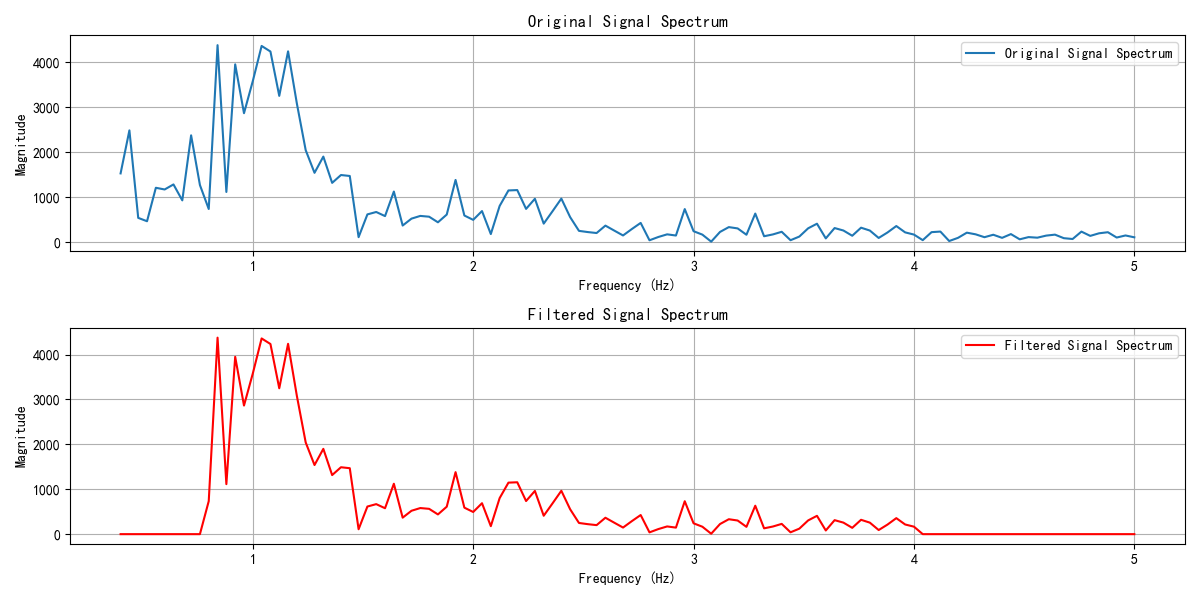 Original Signal Spectrum
Original Signal Spectrum
4000
3000
2000
1000
0
Magnitude
1 2 3 4 5
Frequency (Hz)
Filtered Signal Spectrum
Filtered Signal Spectrum
4000
3000
2000
1000
0
Magnitude
1 2 3 4 5
Frequency (Hz)